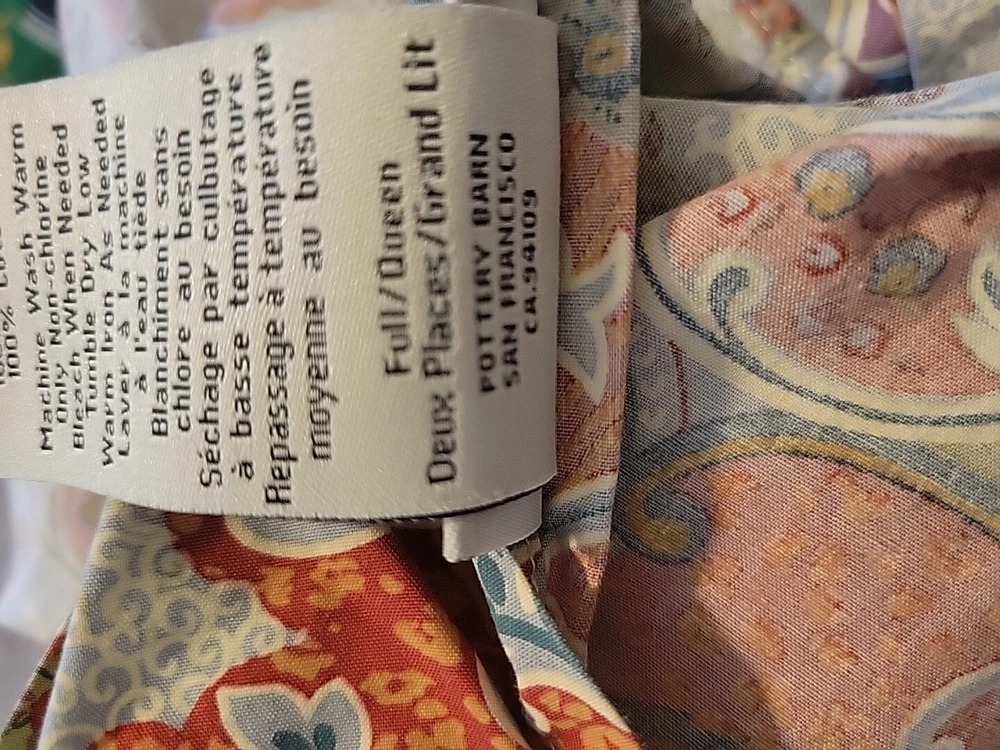 100%
Machine Wash Warm
Only Non-chlorine
Bleach When Needed
Tumble Dry Low
Warm Iron As Needed
Laver à la machine
à l'eau tiède
Blanchiment sans
chlore au besoin
Séchage par culbutage
à basse température
Repassage à température
moyenne au besoin
Full/Queen
Deux Places/Grand Lit
POTTERY BARN
SAN FRANCISCO
CA.94109